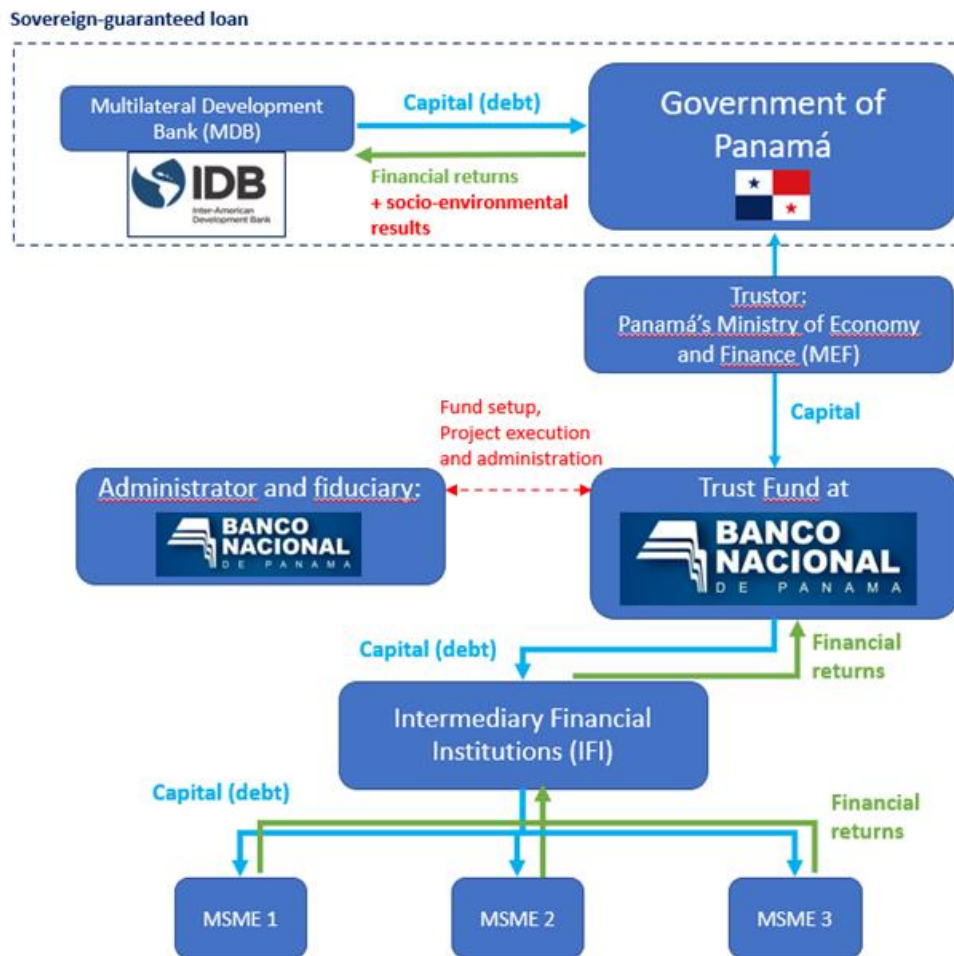 Sovereign-guaranteed loan
Multilateral Development
Bank (MDB)
IDB
Inter-American
Development Bank
Capital (debt)
Financial returns
+ socio-environmental
results
Government of
Panamá
Trustor:
Panamá’s Ministry of Economy
and Finance (MEF)
Capital
Fund setup,
Project execution
and administration
Administrator and fiduciary:
BANCO
NACIONAL
DE PANAMA
Trust Fund at
BANCO
NACIONAL
DE PANAMA
Capital (debt)
Financial
returns
Intermediary Financial
Institutions (IFI)
Capital (debt)
Financial
returns
MSME 1
MSME 2
MSME 3